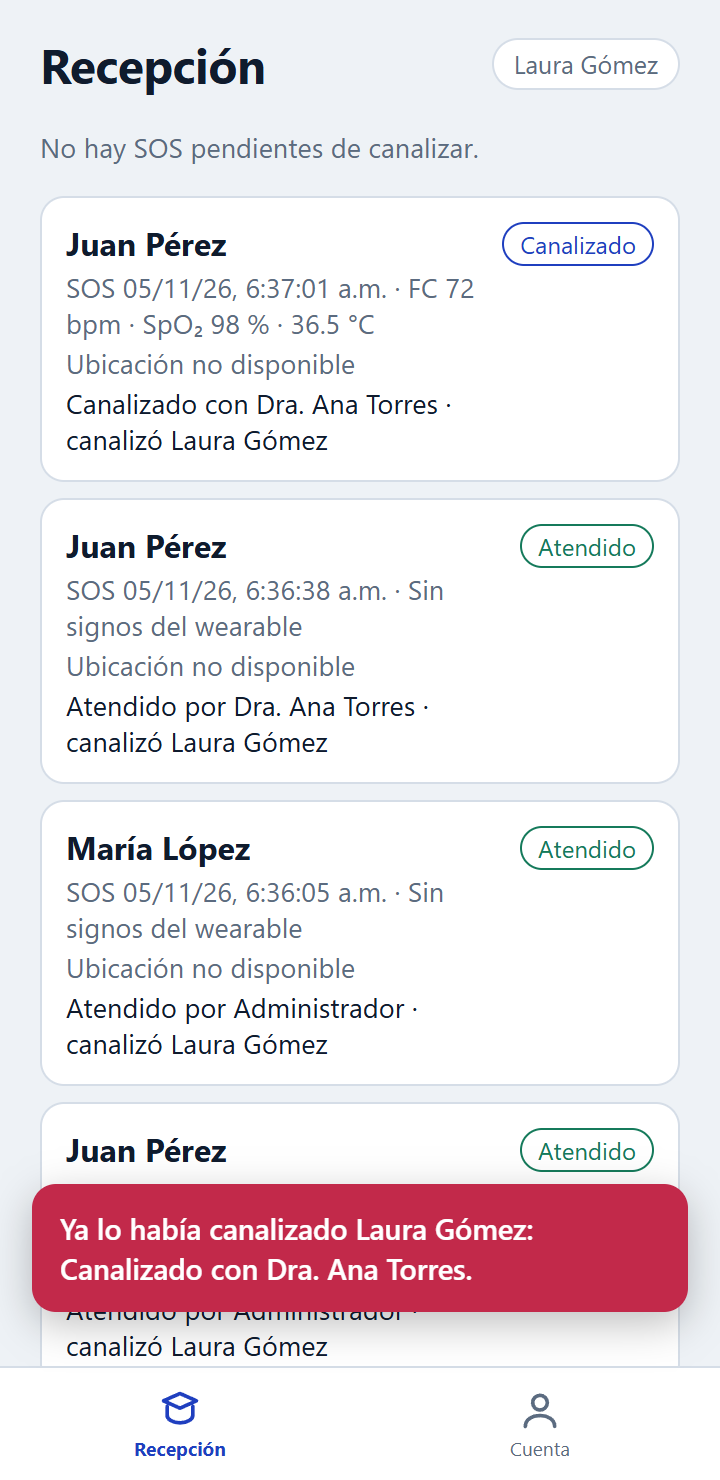 Recepción
Laura Gómez
No hay SOS pendientes de canalizar.
Juan Pérez
Canalizado
SOS 05/11/26, 6:37:01 a.m. · FC 72
bpm · SpO₂ 98 % · 36.5 °C
Ubicación no disponible
Canalizado con Dra. Ana Torres ·
canalizó Laura Gómez
Juan Pérez
Atendido
SOS 05/11/26, 6:36:38 a.m. · Sin
signos del wearable
Ubicación no disponible
Atendido por Dra. Ana Torres ·
canalizó Laura Gómez
María López
Atendido
SOS 05/11/26, 6:36:05 a.m. · Sin
signos del wearable
Ubicación no disponible
Atendido por Administrador ·
canalizó Laura Gómez
Juan Pérez
Atendido
Ya lo había canalizado Laura Gómez:
Canalizado con Dra. Ana Torres.
Atendido por Administrador ·
canalizó Laura Gómez
Recepción
Cuenta